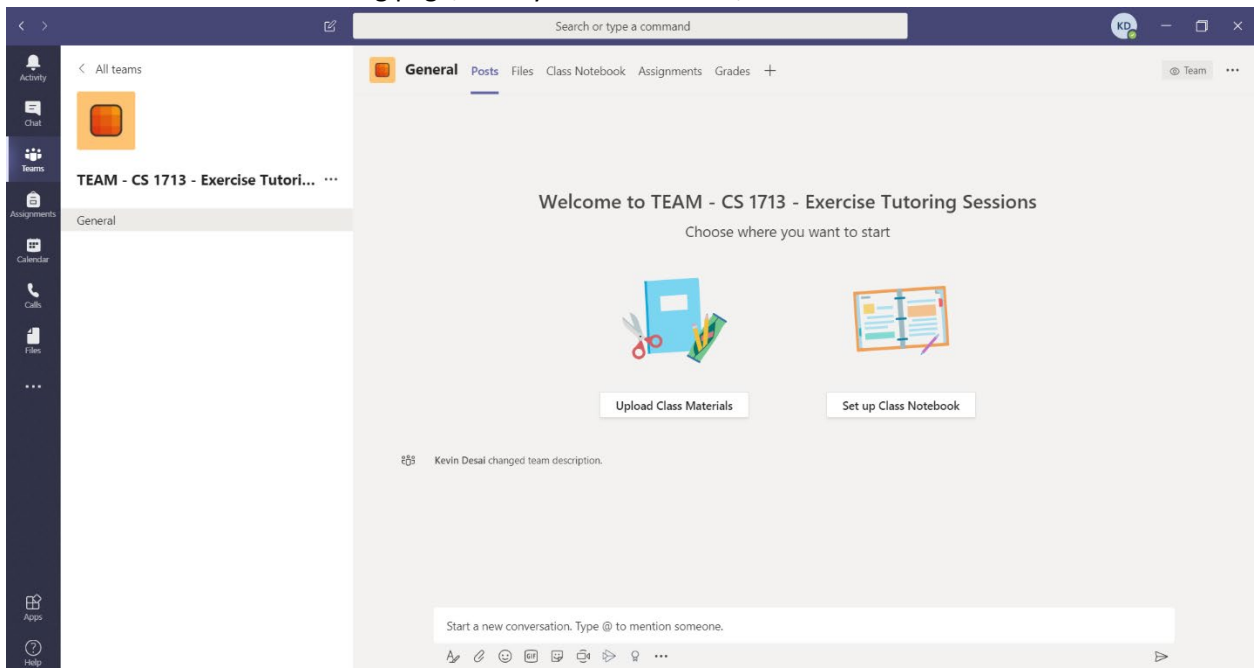 Search or type a command
KD
Activity
Chat
Teams
Assignments
Calendar
Calls
Files
Apps
Help
All teams
TEAM - CS 1713 - Exercise Tutori...
General
General Posts Files Class Notebook Assignments Grades
Team
Welcome to TEAM - CS 1713 - Exercise Tutoring Sessions
Choose where you want to start
Upload Class Materials
Set up Class Notebook
Kevin Desai changed team description.
Start a new conversation. Type @ to mention someone.
GIF